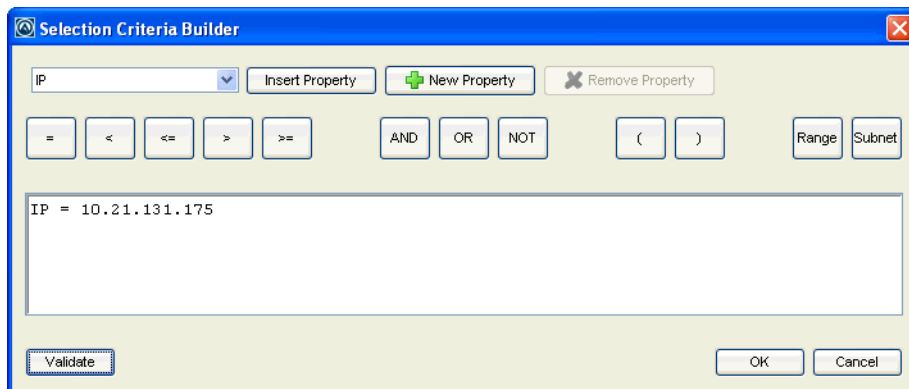 Selection Criteria Builder
IP Insert Property New Property Remove Property
= < <= > >= AND OR NOT ( ) Range Subnet
IP = 10.21.131.175
Validate OK Cancel